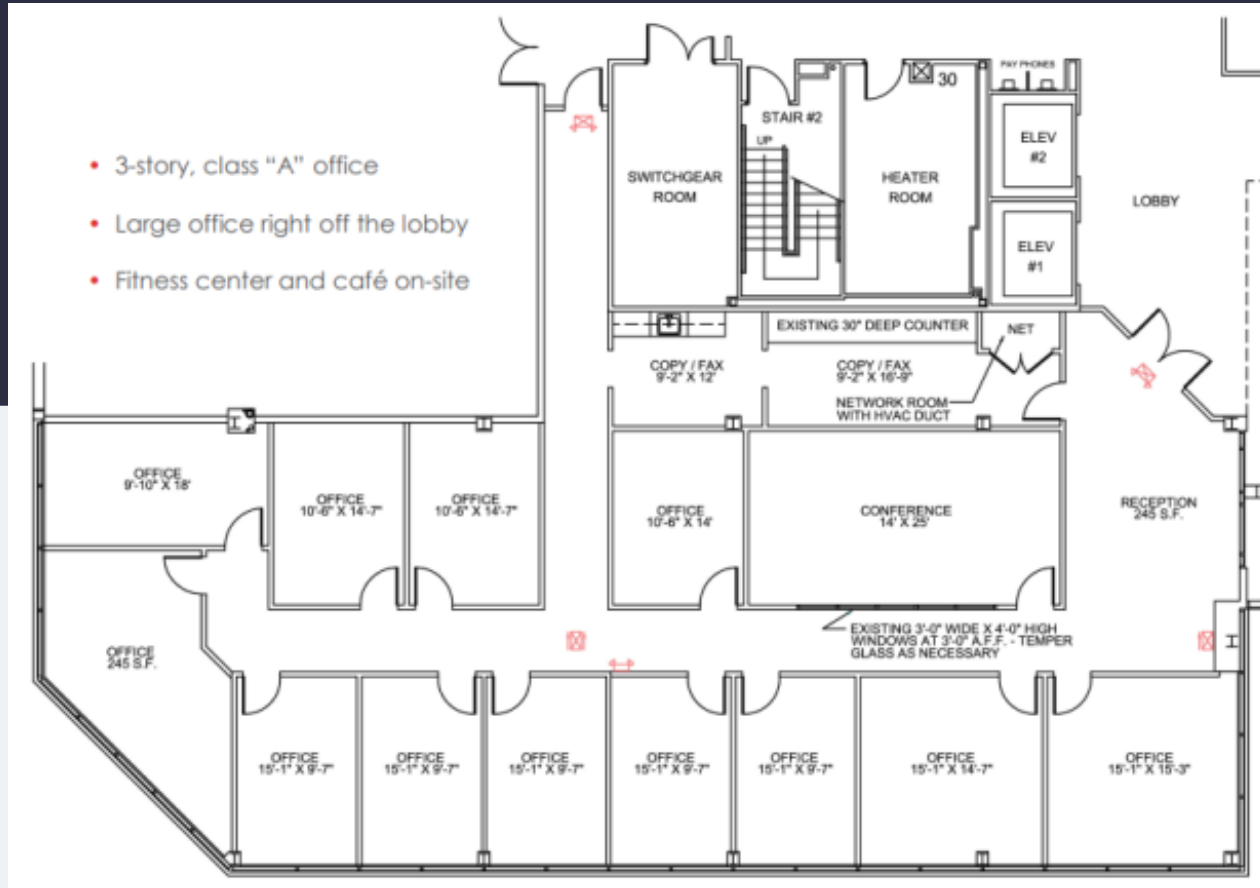 • 3-story, class “A” office
• Large office right off the lobby
• Fitness center and café on-site
PAY PHONES
30
STAIR #2
UP
ELEV
#2
SWITCHGEAR
ROOM
HEATER
ROOM
LOBBY
ELEV
#1
EXISTING 30" DEEP COUNTER
NET
COPY / FAX
9'-2" X 12'
COPY / FAX
9'-2" X 16'-9"
NETWORK ROOM
WITH HVAC DUCT
OFFICE
9'-10" X 18'
OFFICE
10'-6" X 14'-7"
OFFICE
10'-6" X 14'-7"
OFFICE
10'-6" X 14'
CONFERENCE
14' X 25'
RECEPTION
245 S.F.
EXISTING 3'-0" WIDE X 4'-0" HIGH
WINDOWS AT 3'-0" A.F.F. - TEMPER
GLASS AS NECESSARY
OFFICE
245 S.F.
OFFICE
15'-1" X 9'-7"
OFFICE
15'-1" X 9'-7"
OFFICE
15'-1" X 9'-7"
OFFICE
15'-1" X 9'-7"
OFFICE
15'-1" X 9'-7"
OFFICE
15'-1" X 14'-7"
OFFICE
15'-1" X 15'-3"